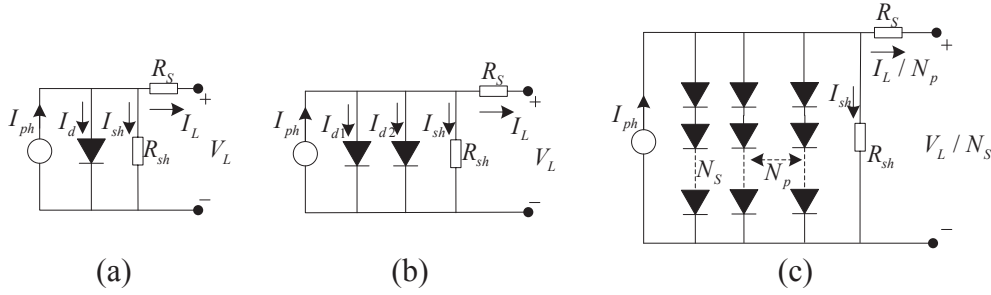 R_S
+
I_ph
I_d
I_sh
I_L
R_sh
V_L
−
(a)
R_S
+
I_ph
I_d1
I_d2
I_sh
I_L
R_sh
V_L
−
(b)
R_S
+
I_L / N_p
I_sh
I_ph
R_sh
V_L / N_S
N_S
N_p
−
(c)